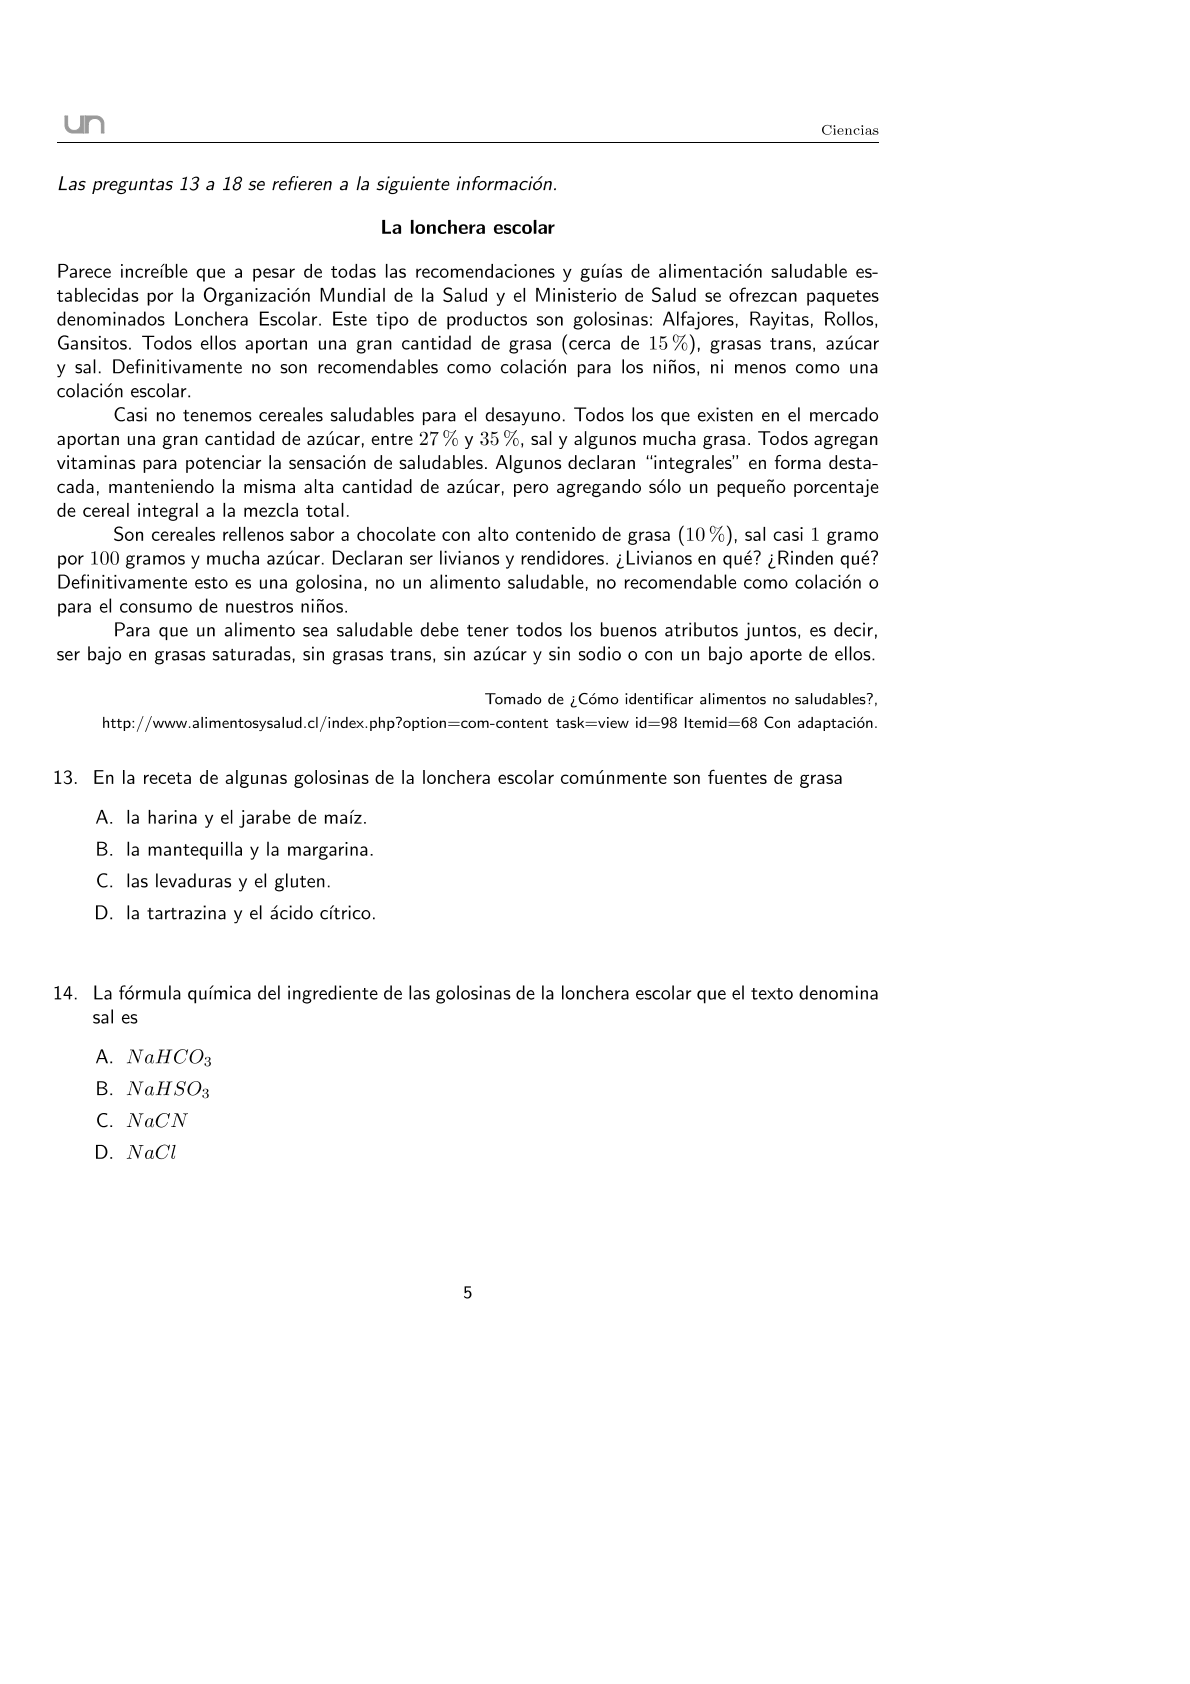 un
Ciencias
Las preguntas 13 a 18 se refieren a la siguiente información.
La lonchera escolar
Parece increíble que a pesar de todas las recomendaciones y guías de alimentación saludable es-
tablecidas por la Organización Mundial de la Salud y el Ministerio de Salud se ofrezcan paquetes
denominados Lonchera Escolar. Este tipo de productos son golosinas: Alfajores, Rayitas, Rollos,
Gansitos. Todos ellos aportan una gran cantidad de grasa (cerca de 15 %), grasas trans, azúcar
y sal. Definitivamente no son recomendables como colación para los niños, ni menos como una
colación escolar.
Casi no tenemos cereales saludables para el desayuno. Todos los que existen en el mercado
aportan una gran cantidad de azúcar, entre 27 % y 35 %, sal y algunos mucha grasa. Todos agregan
vitaminas para potenciar la sensación de saludables. Algunos declaran “integrales” en forma desta-
cada, manteniendo la misma alta cantidad de azúcar, pero agregando sólo un pequeño porcentaje
de cereal integral a la mezcla total.
Son cereales rellenos sabor a chocolate con alto contenido de grasa (10 %), sal casi 1 gramo
por 100 gramos y mucha azúcar. Declaran ser livianos y rendidores. ¿Livianos en qué? ¿Rinden qué?
Definitivamente esto es una golosina, no un alimento saludable, no recomendable como colación o
para el consumo de nuestros niños.
Para que un alimento sea saludable debe tener todos los buenos atributos juntos, es decir,
ser bajo en grasas saturadas, sin grasas trans, sin azúcar y sin sodio o con un bajo aporte de ellos.
Tomado de ¿Cómo identificar alimentos no saludables?,
http://www.alimentosysalud.cl/index.php?option=com-content task=view id=98 Itemid=68 Con adaptación.
13. En la receta de algunas golosinas de la lonchera escolar comúnmente son fuentes de grasa
A. la harina y el jarabe de maíz.
B. la mantequilla y la margarina.
C. las levaduras y el gluten.
D. la tartrazina y el ácido cítrico.
14. La fórmula química del ingrediente de las golosinas de la lonchera escolar que el texto denomina
sal es
A. NaHCO₃
B. NaHSO₃
C. NaCN
D. NaCl
5